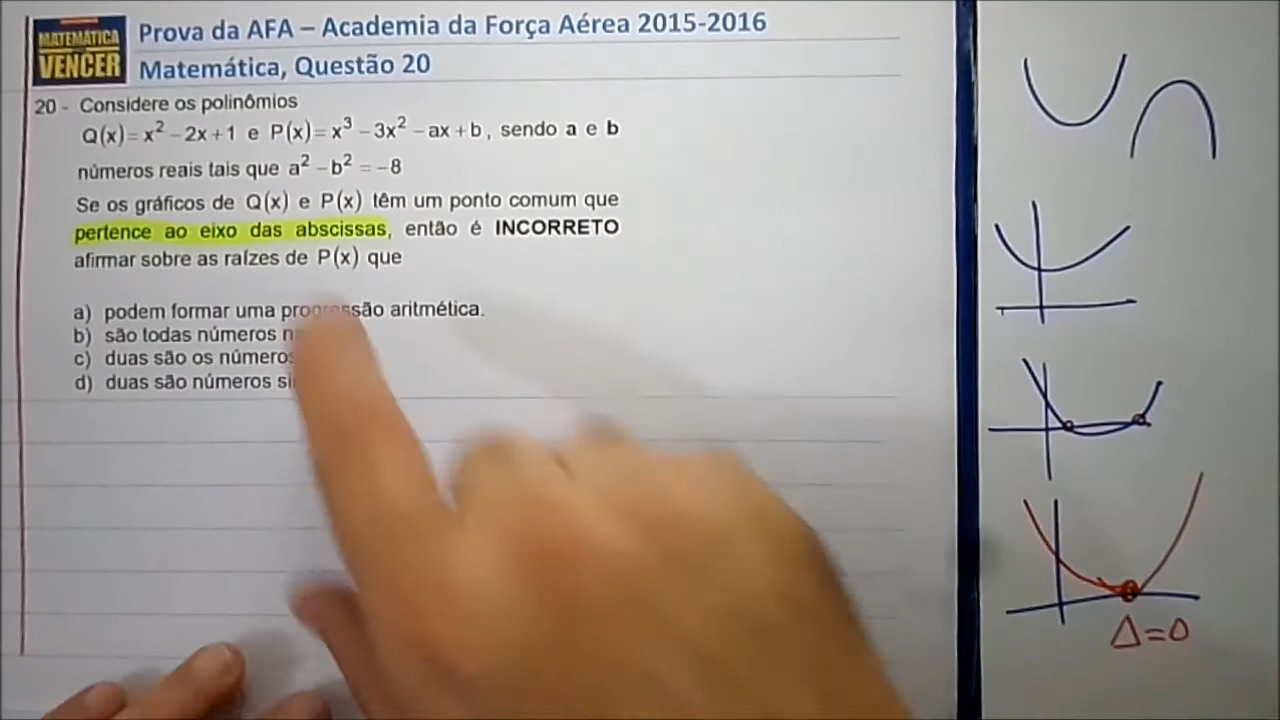 MATEMÁTICA
VENCER
Prova da AFA – Academia da Força Aérea 2015-2016
Matemática, Questão 20
20 - Considere os polinômios
Q(x)= x² – 2x + 1 e P(x)= x³ – 3x² – ax + b, sendo a e b
números reais tais que a² – b² = –8
Se os gráficos de Q(x) e P(x) têm um ponto comum que
pertence ao eixo das abscissas, então é INCORRETO
afirmar sobre as raízes de P(x) que
a) podem formar uma progressão aritmética.
b) são todas números
c) duas são os números
d) duas são números
Δ=0